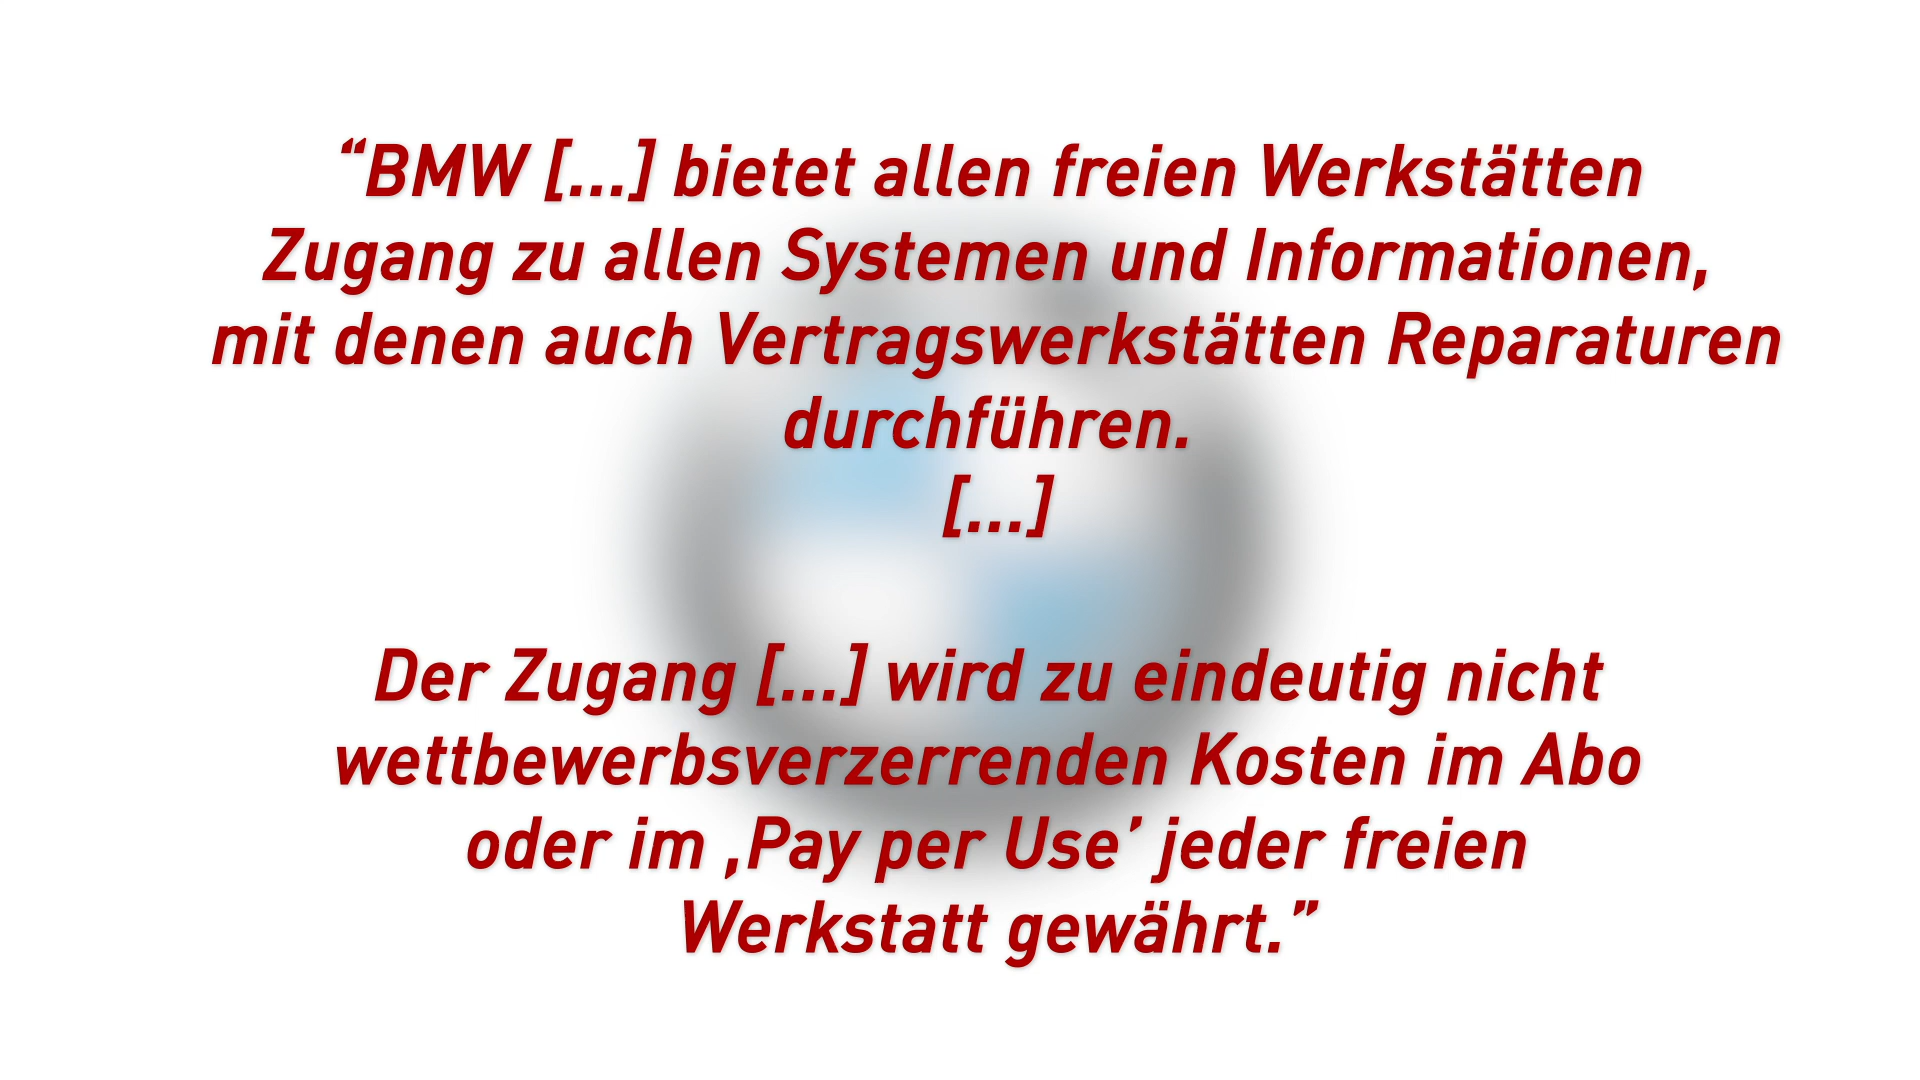 “BMW [...] bietet allen freien Werkstätten
Zugang zu allen Systemen und Informationen,
mit denen auch Vertragswerkstätten Reparaturen
durchführen.
[...]
Der Zugang [...] wird zu eindeutig nicht
wettbewerbsverzerrenden Kosten im Abo
oder im ‚Pay per Use’ jeder freien
Werkstatt gewährt.”